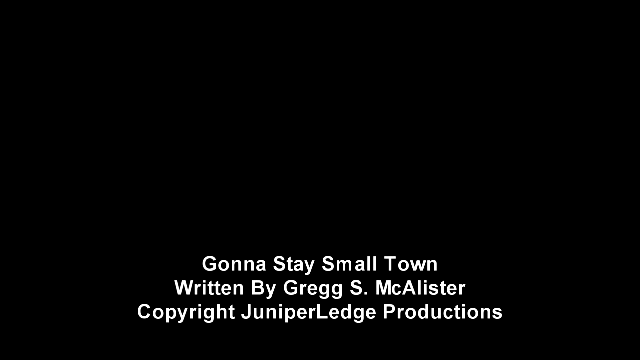 Gonna Stay Small Town
Written By Gregg S. McAlister
Copyright JuniperLedge Productions